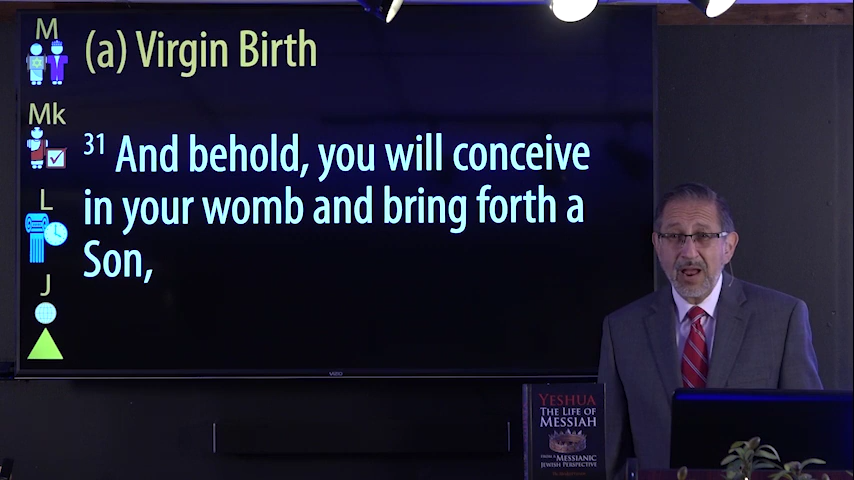 M
(a) Virgin Birth
Mk
31 And behold, you will conceive
in your womb and bring forth a
Son,
L
J
VIZIO
YESHUA
THE LIFE OF
MESSIAH
FROM A MESSIANIC
JEWISH PERSPECTIVE